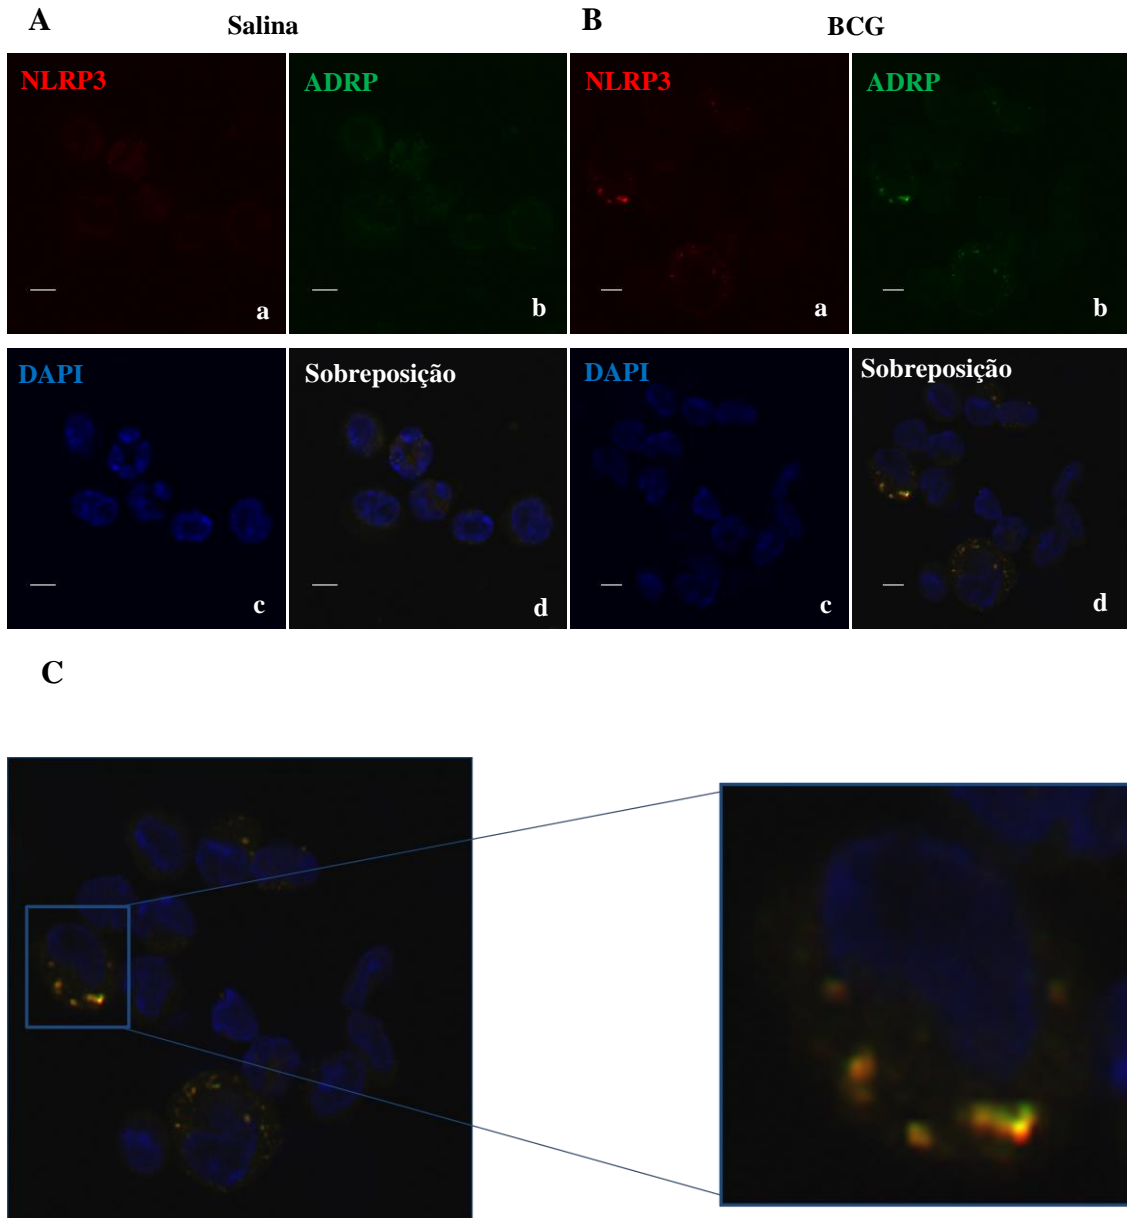 A
Salina
B
BCG
NLRP3
ADRP
NLRP3
ADRP
a
b
a
b
DAPI
Sobreposição
DAPI
Sobreposição
c
d
c
d
C